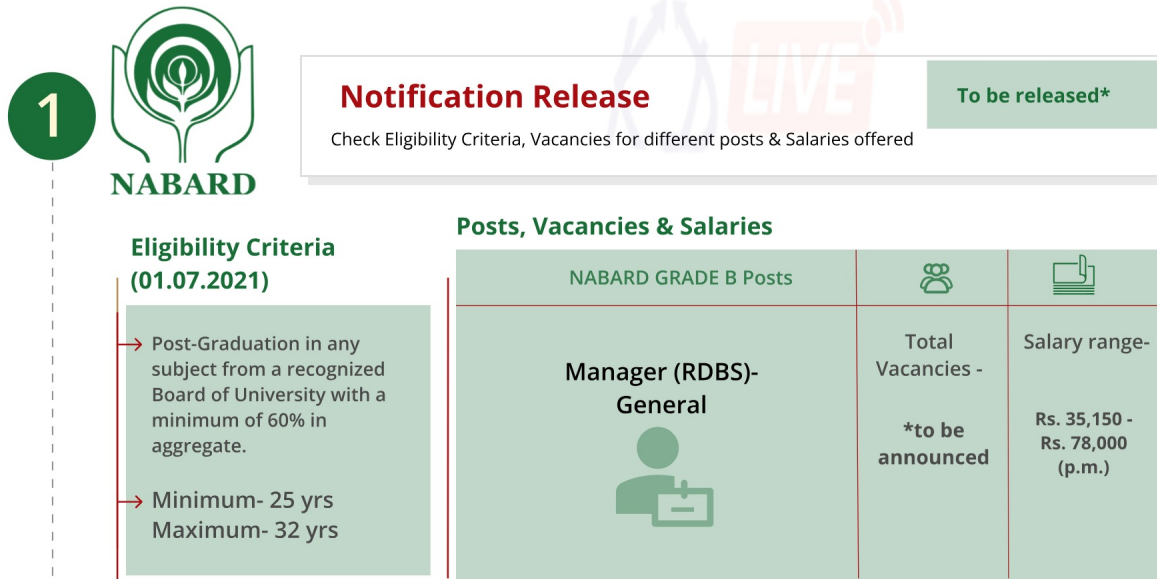 1
NABARD
LIVE
Notification Release
To be released*
Check Eligibility Criteria, Vacancies for different posts & Salaries offered
Eligibility Criteria
(01.07.2021)
Post-Graduation in any
subject from a recognized
Board of University with a
minimum of 60% in
aggregate.
Minimum- 25 yrs
Maximum- 32 yrs
Posts, Vacancies & Salaries
NABARD GRADE B Posts
Manager (RDBS)-
General
Total
Vacancies -
*to be
announced
Salary range-
Rs. 35,150 -
Rs. 78,000
(p.m.)